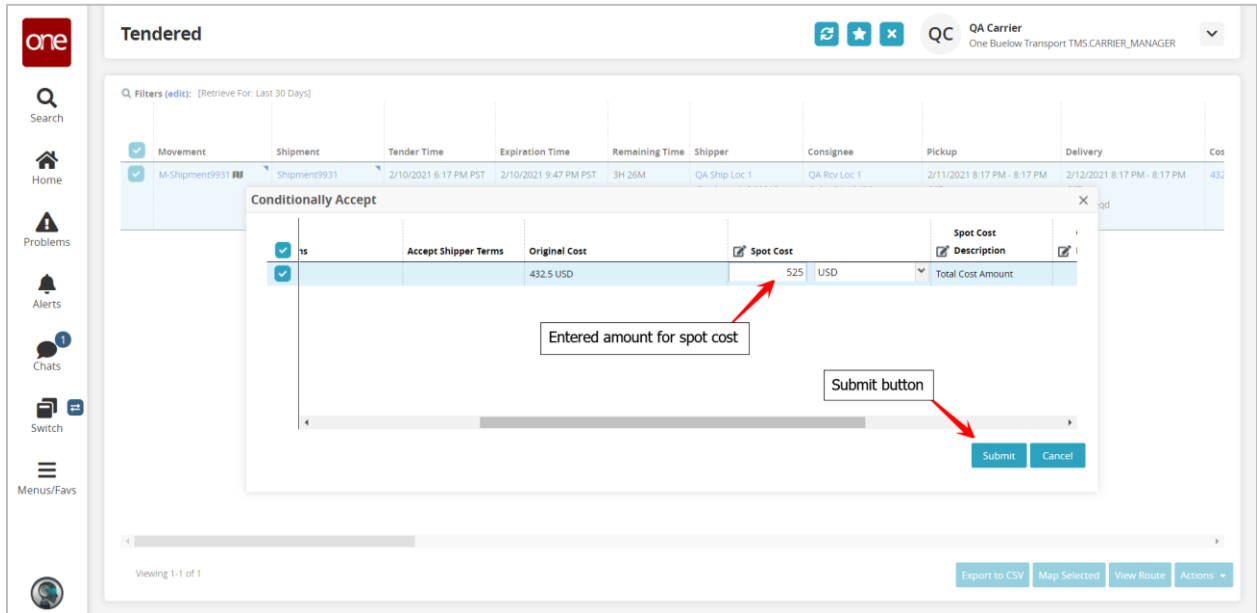 one
Tendered
QC
QA Carrier
One Buelow Transport TMS.CARRIER_MANAGER
Search
Home
Problems
Alerts
1
Chats
Switch
Menus/Favs
Filters (edit): [Retrieve For: Last 30 Days]
Movement Shipment Tender Time Expiration Time Remaining Time Shipper Consignee Pickup Delivery Cos
M-Shipment9931 Shipment9931 2/10/2021 6:17 PM PST 2/10/2021 9:47 PM PST 3H 26M QA Ship Loc 1 QA Rcv Loc 1 2/11/2021 8:17 PM - 8:17 PM 2/12/2021 8:17 PM - 8:17 PM 432
qd
Conditionally Accept
ns Accept Shipper Terms Original Cost Spot Cost Spot Cost Description
432.5 USD 525 USD Total Cost Amount
Entered amount for spot cost
Submit button
Submit Cancel
Viewing 1-1 of 1
Export to CSV Map Selected View Route Actions